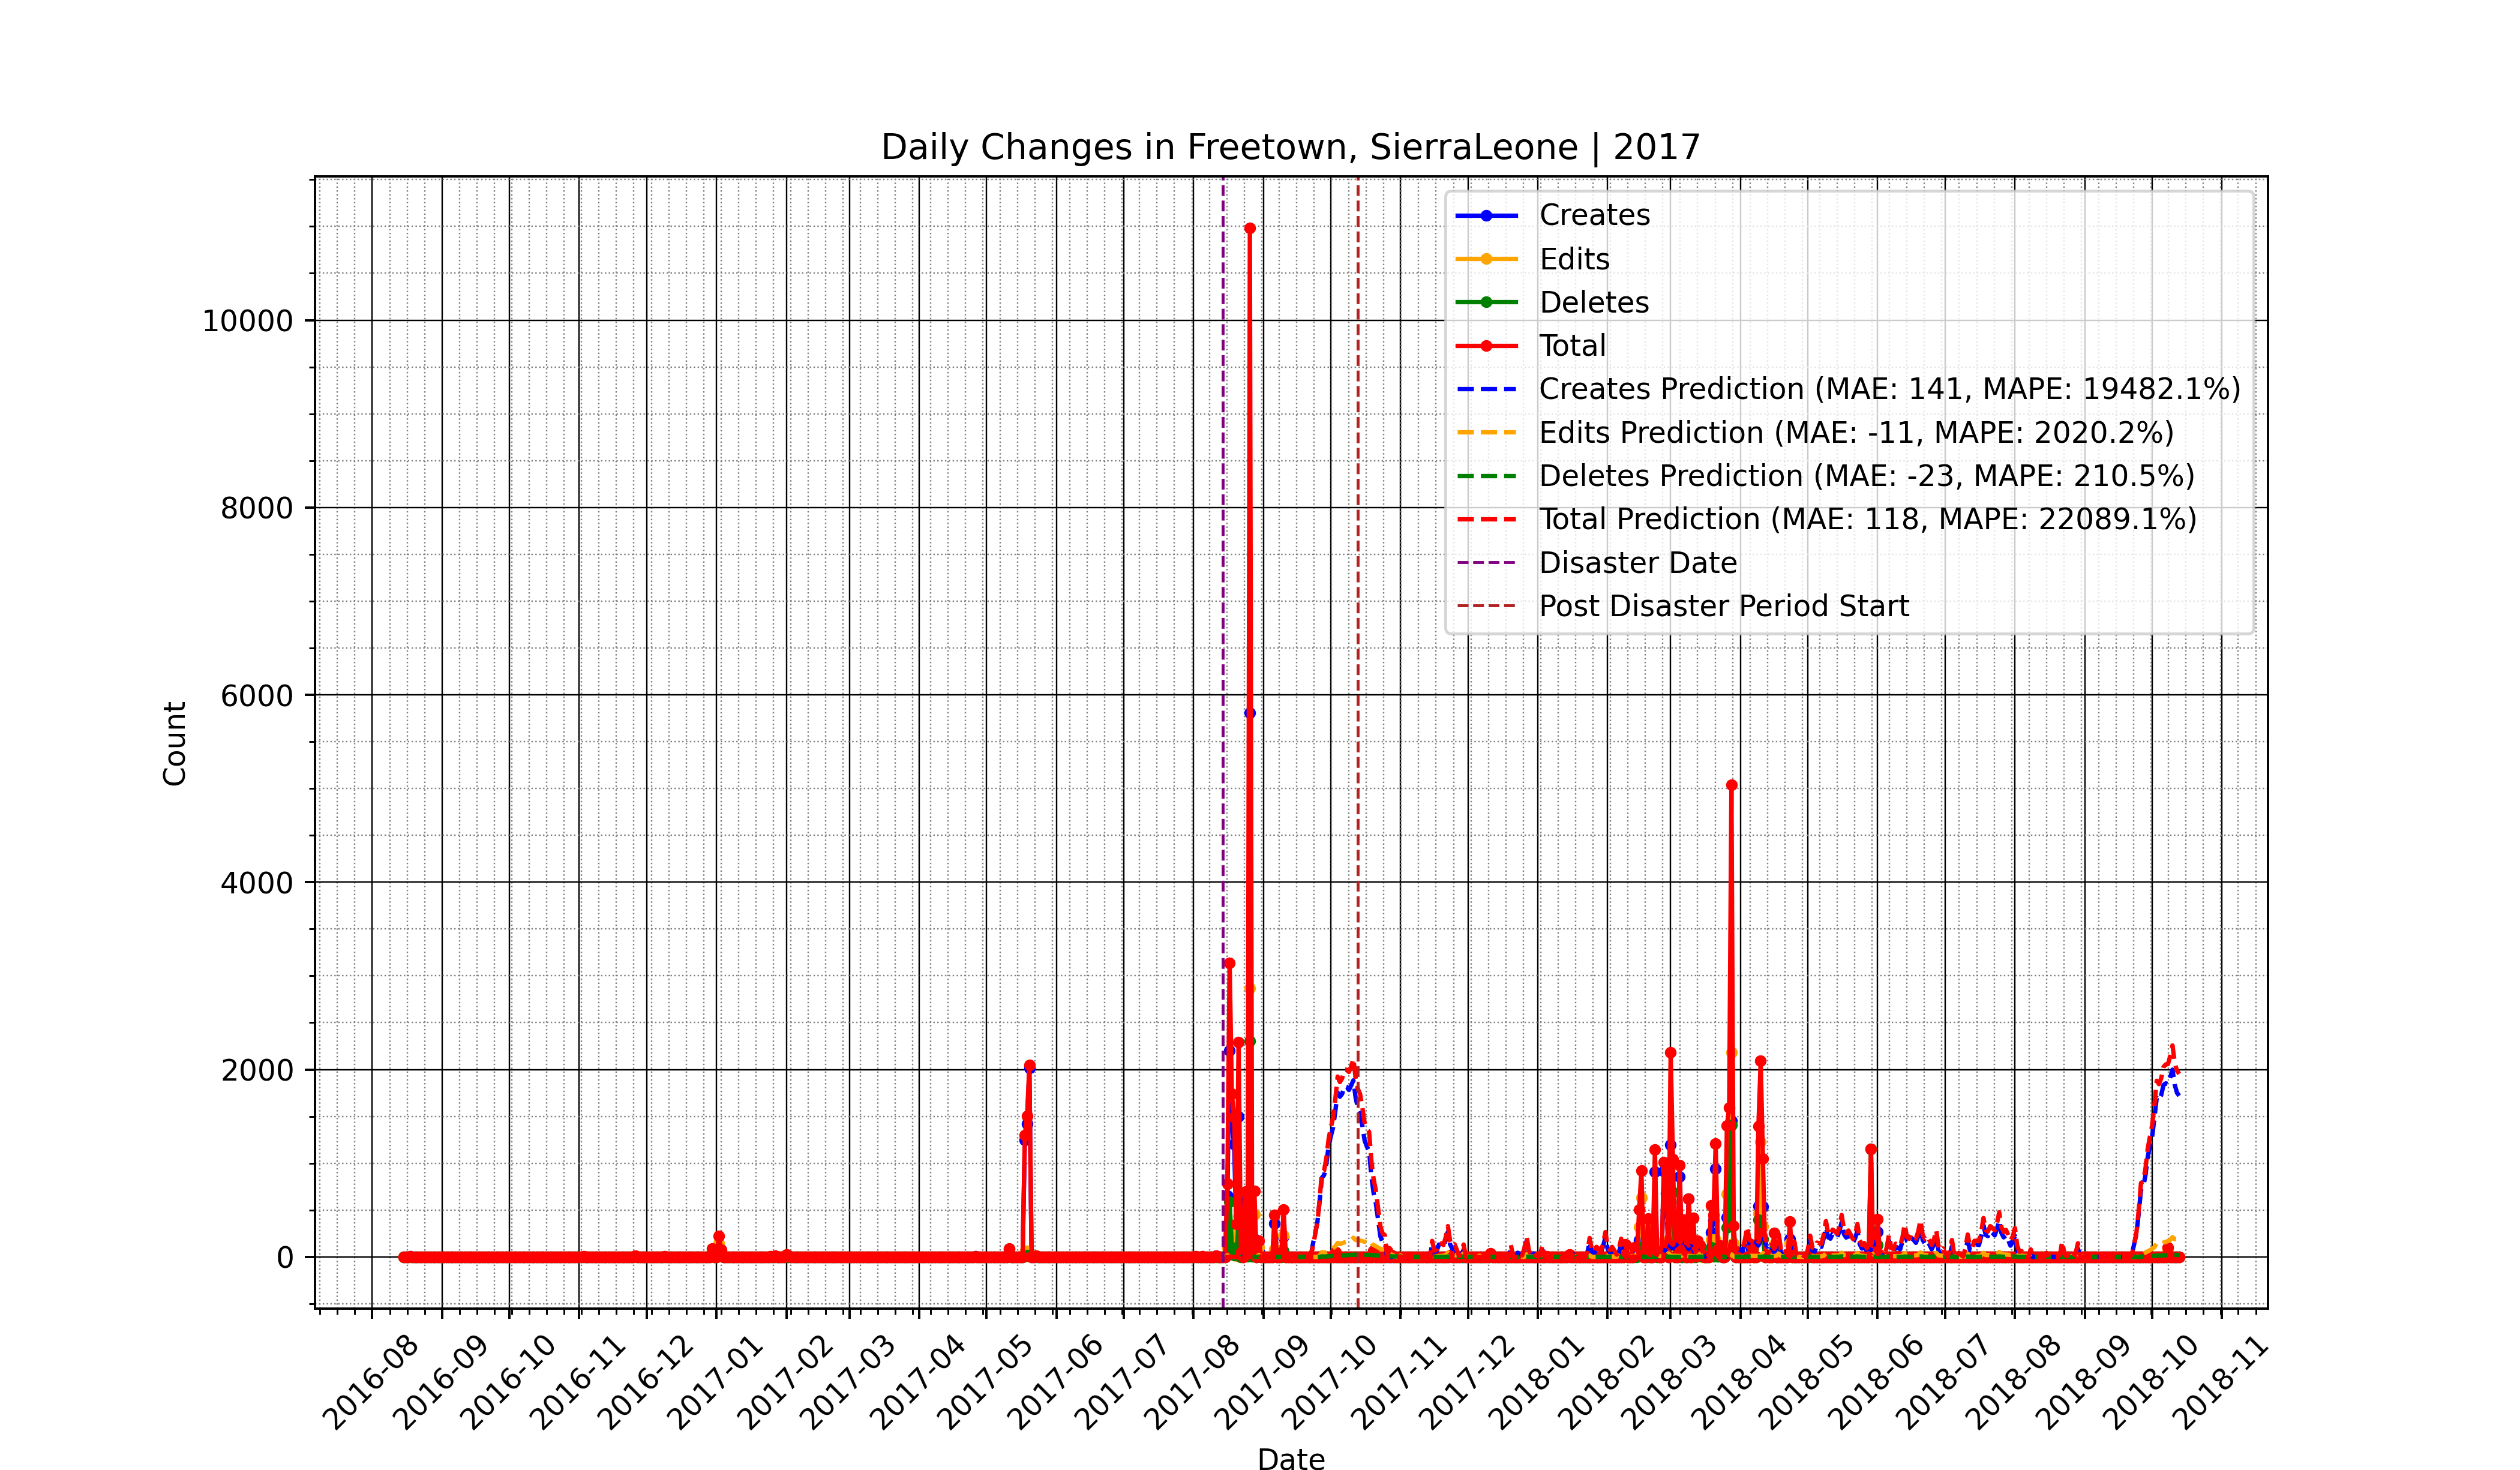 Daily Changes in Freetown, SierraLeone | 2017
Creates
Edits
Deletes
Total
Creates Prediction (MAE: 141, MAPE: 19482.1%)
Edits Prediction (MAE: -11, MAPE: 2020.2%)
Deletes Prediction (MAE: -23, MAPE: 210.5%)
Total Prediction (MAE: 118, MAPE: 22089.1%)
Disaster Date
Post Disaster Period Start
Count
10000
8000
6000
4000
2000
0
2016-08
2016-09
2016-10
2016-11
2016-12
2017-01
2017-02
2017-03
2017-04
2017-05
2017-06
2017-07
2017-08
2017-09
2017-10
2017-11
2017-12
2018-01
2018-02
2018-03
2018-04
2018-05
2018-06
2018-07
2018-08
2018-09
2018-10
2018-11
Date